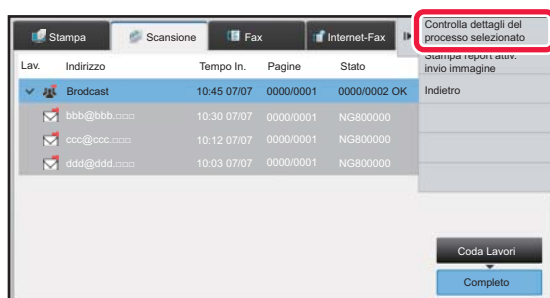 Stampa Scansione Fax Internet-Fax
Controlla dettagli del
processo selezionato
Stampa report attiv.
invio immagine
Indietro
Lav. Indirizzo Tempo In. Pagine Stato
Brodcast 10:45 07/07 0000/0001 0000/0002 OK
bbb@bbb.□□□ 10:30 07/07 0000/0001 NG800000
ccc@ccc.□□□ 10:12 07/07 0000/0001 NG800000
ddd@ddd.□□□ 10:03 07/07 0000/0001 NG800000
Coda Lavori
Completo